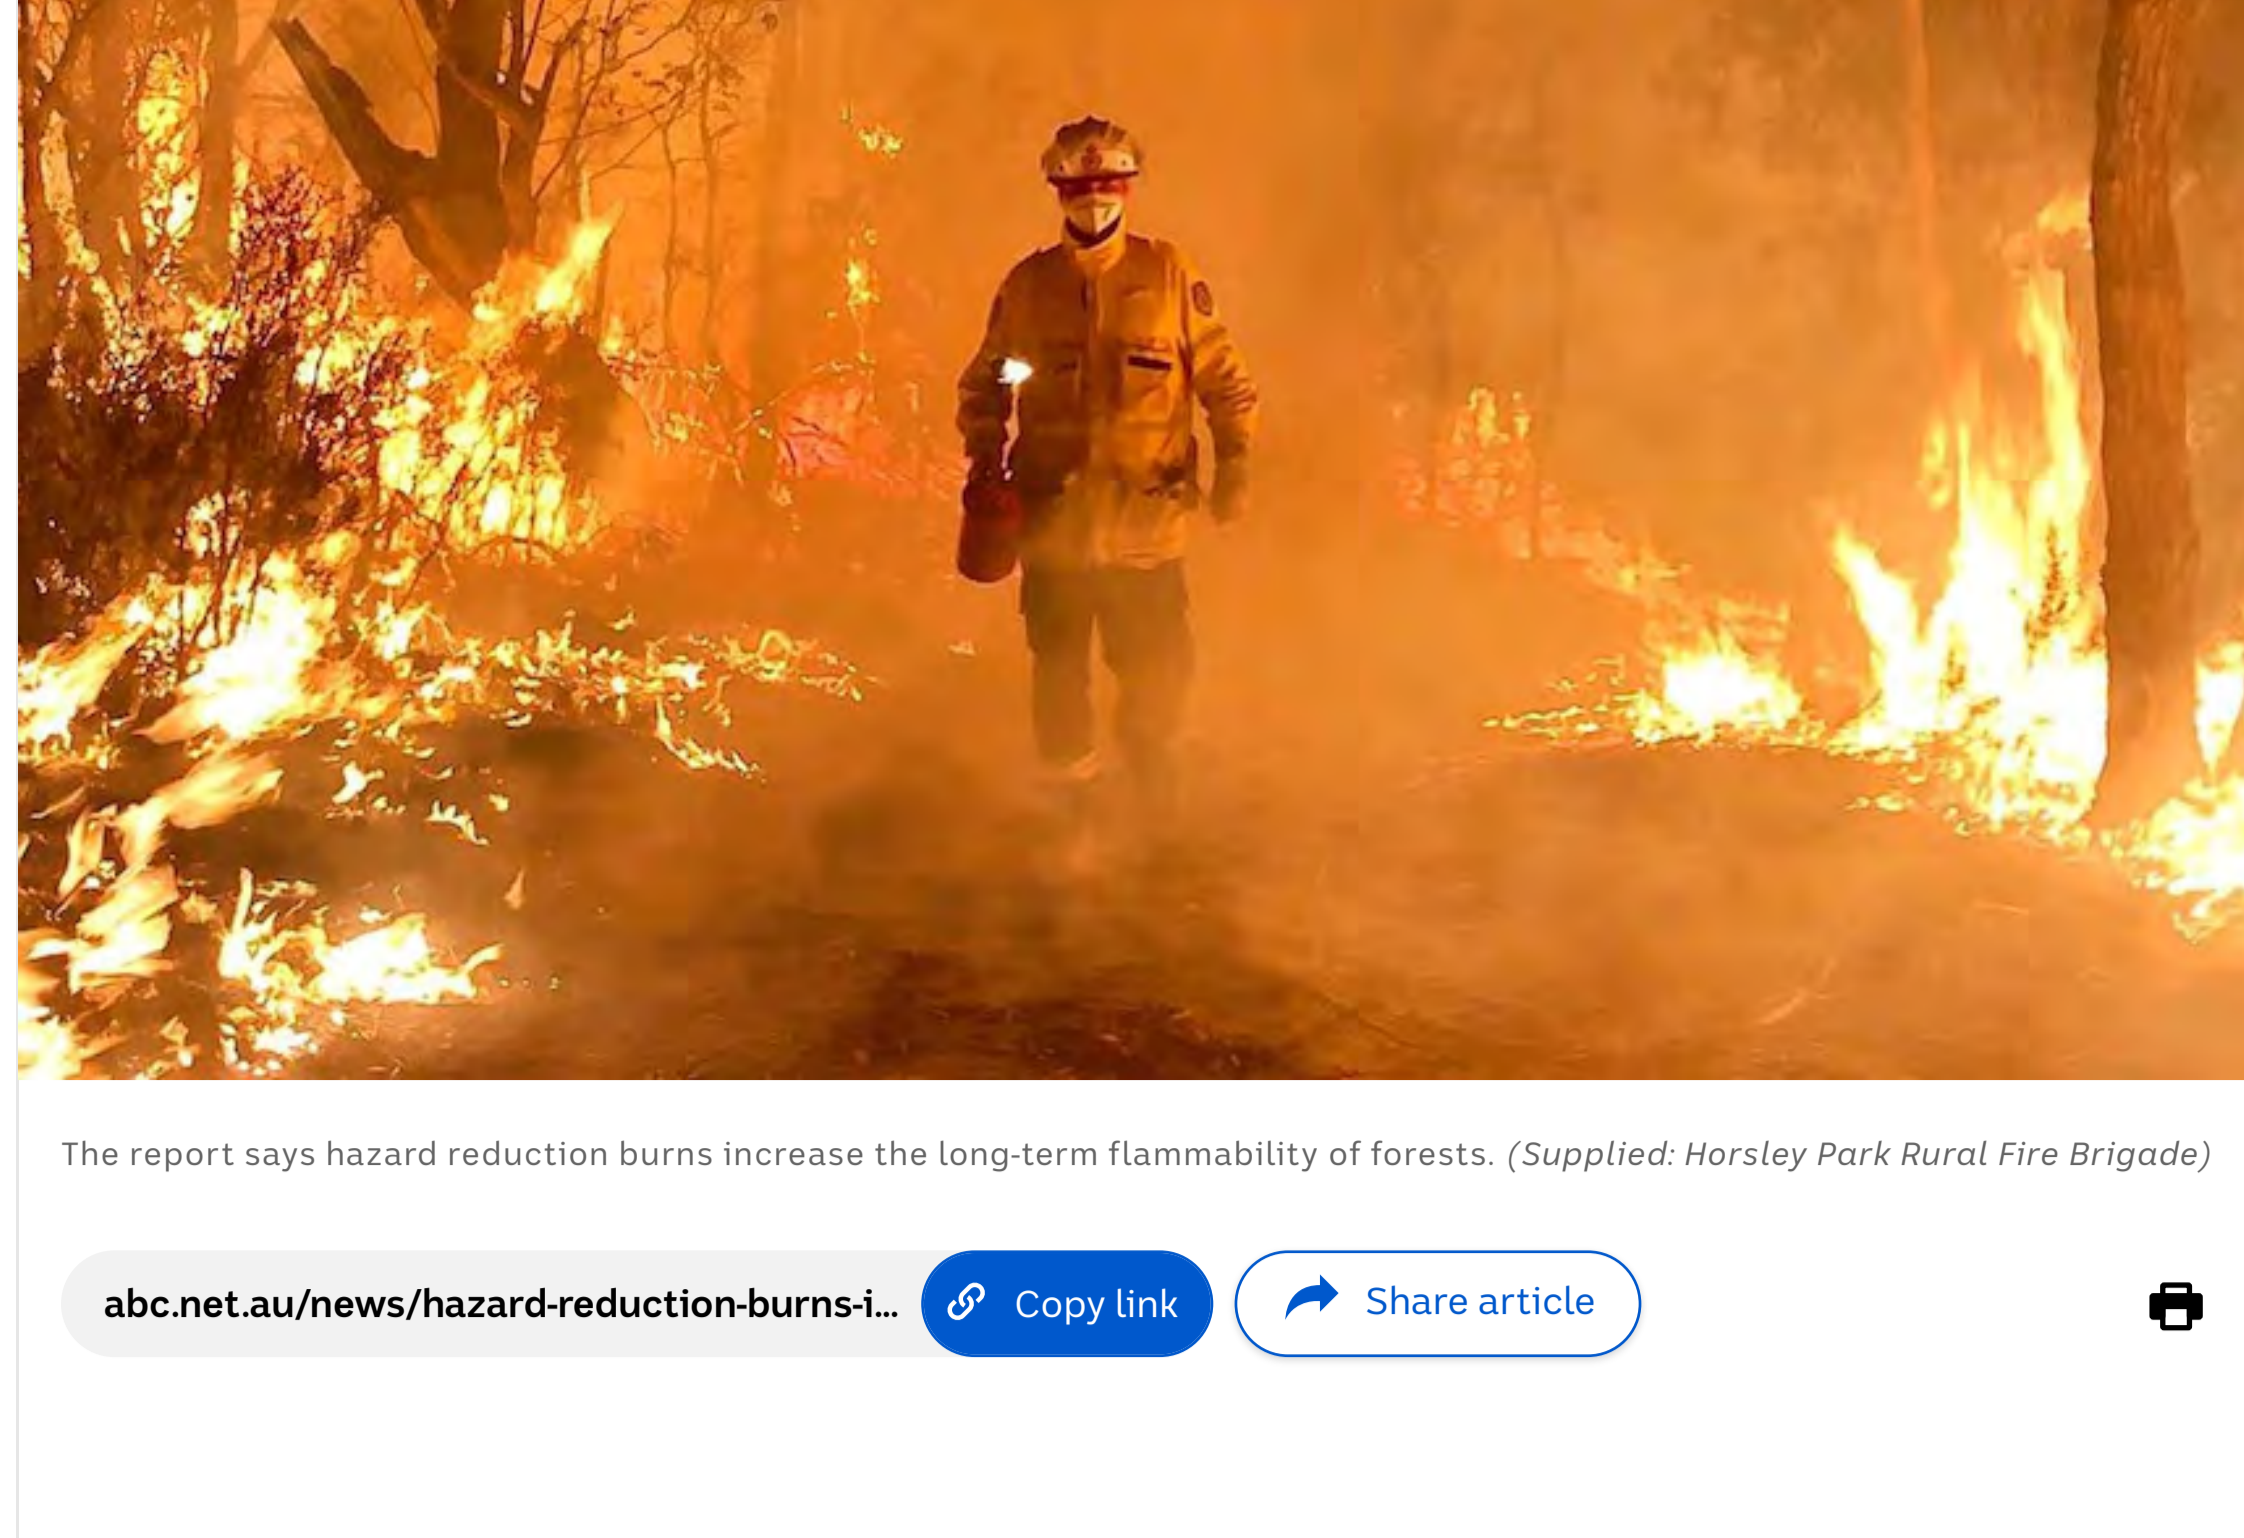 The report says hazard reduction burns increase the long-term flammability of forests. (Supplied: Horsley Park Rural Fire Brigade)
abc.net.au/news/hazard-reduction-burns-i... Copy link Share article